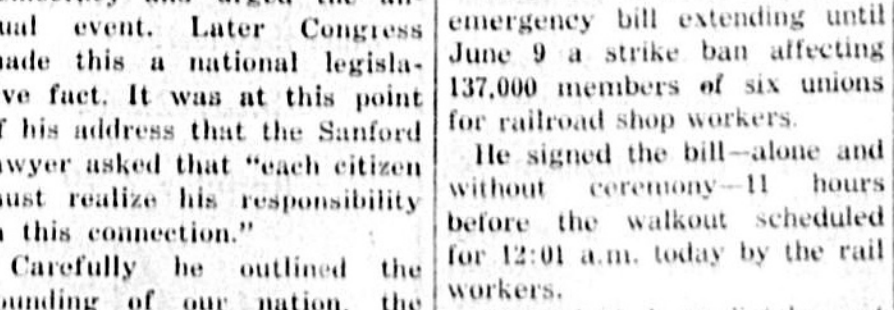 ual event. Later Congress
ade this a national legisla-
ve fact. It was at this point
f his address that the Sanford
wyer asked that "each citizen
ust realize his responsibility
this connection."
Carefully he outlined the
ounding of our nation, the
emergency bill extending until
June 9 a strike ban affecting
137,000 members of six unions
for railroad shop workers.
He signed the bill—alone and
without ceremony—11 hours
before the walkout scheduled
for 12:01 a.m. today by the rail
workers.